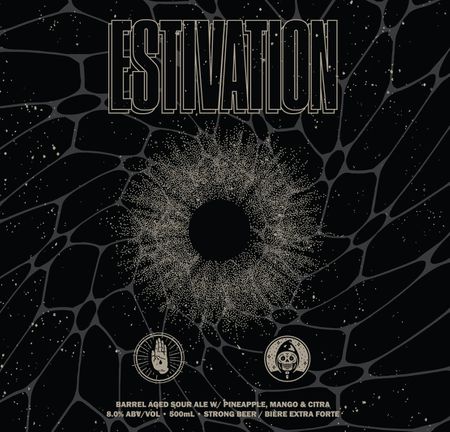 ESTIVATION
BARREL AGED SOUR ALE W/ PINEAPPLE, MANGO & CITRA
8.0% ABV/VOL • 500mL • STRONG BEER / BIÈRE EXTRA FORTE